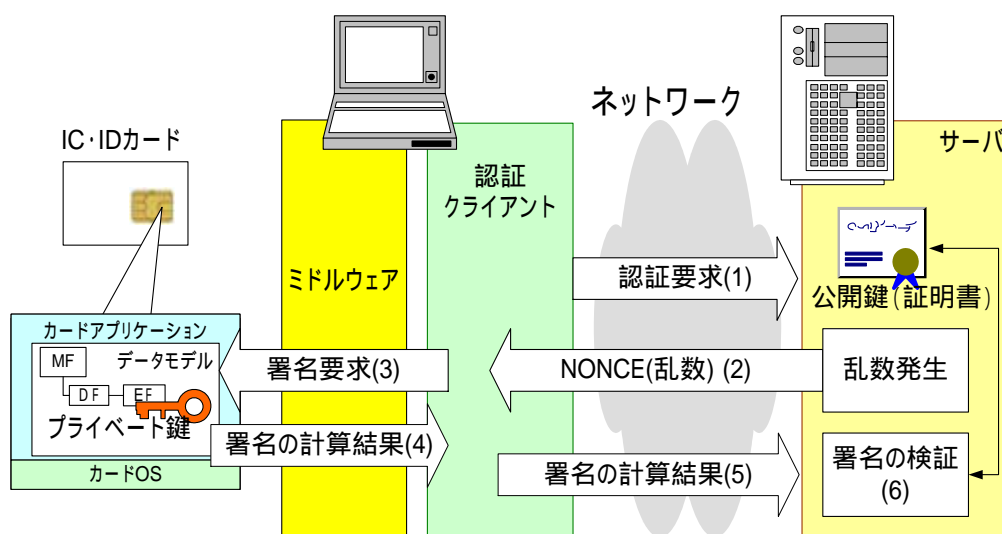 ネットワーク
IC・IDカード
サーバ
認証
クライアント
ミドルウェア
認証要求(1)
公開鍵(証明書)
カードアプリケーション
MF
データモデル
DF
EF
プライベート鍵
カードOS
署名要求(3)
NONCE(乱数) (2)
乱数発生
署名の計算結果(4)
署名の計算結果(5)
署名の検証
(6)